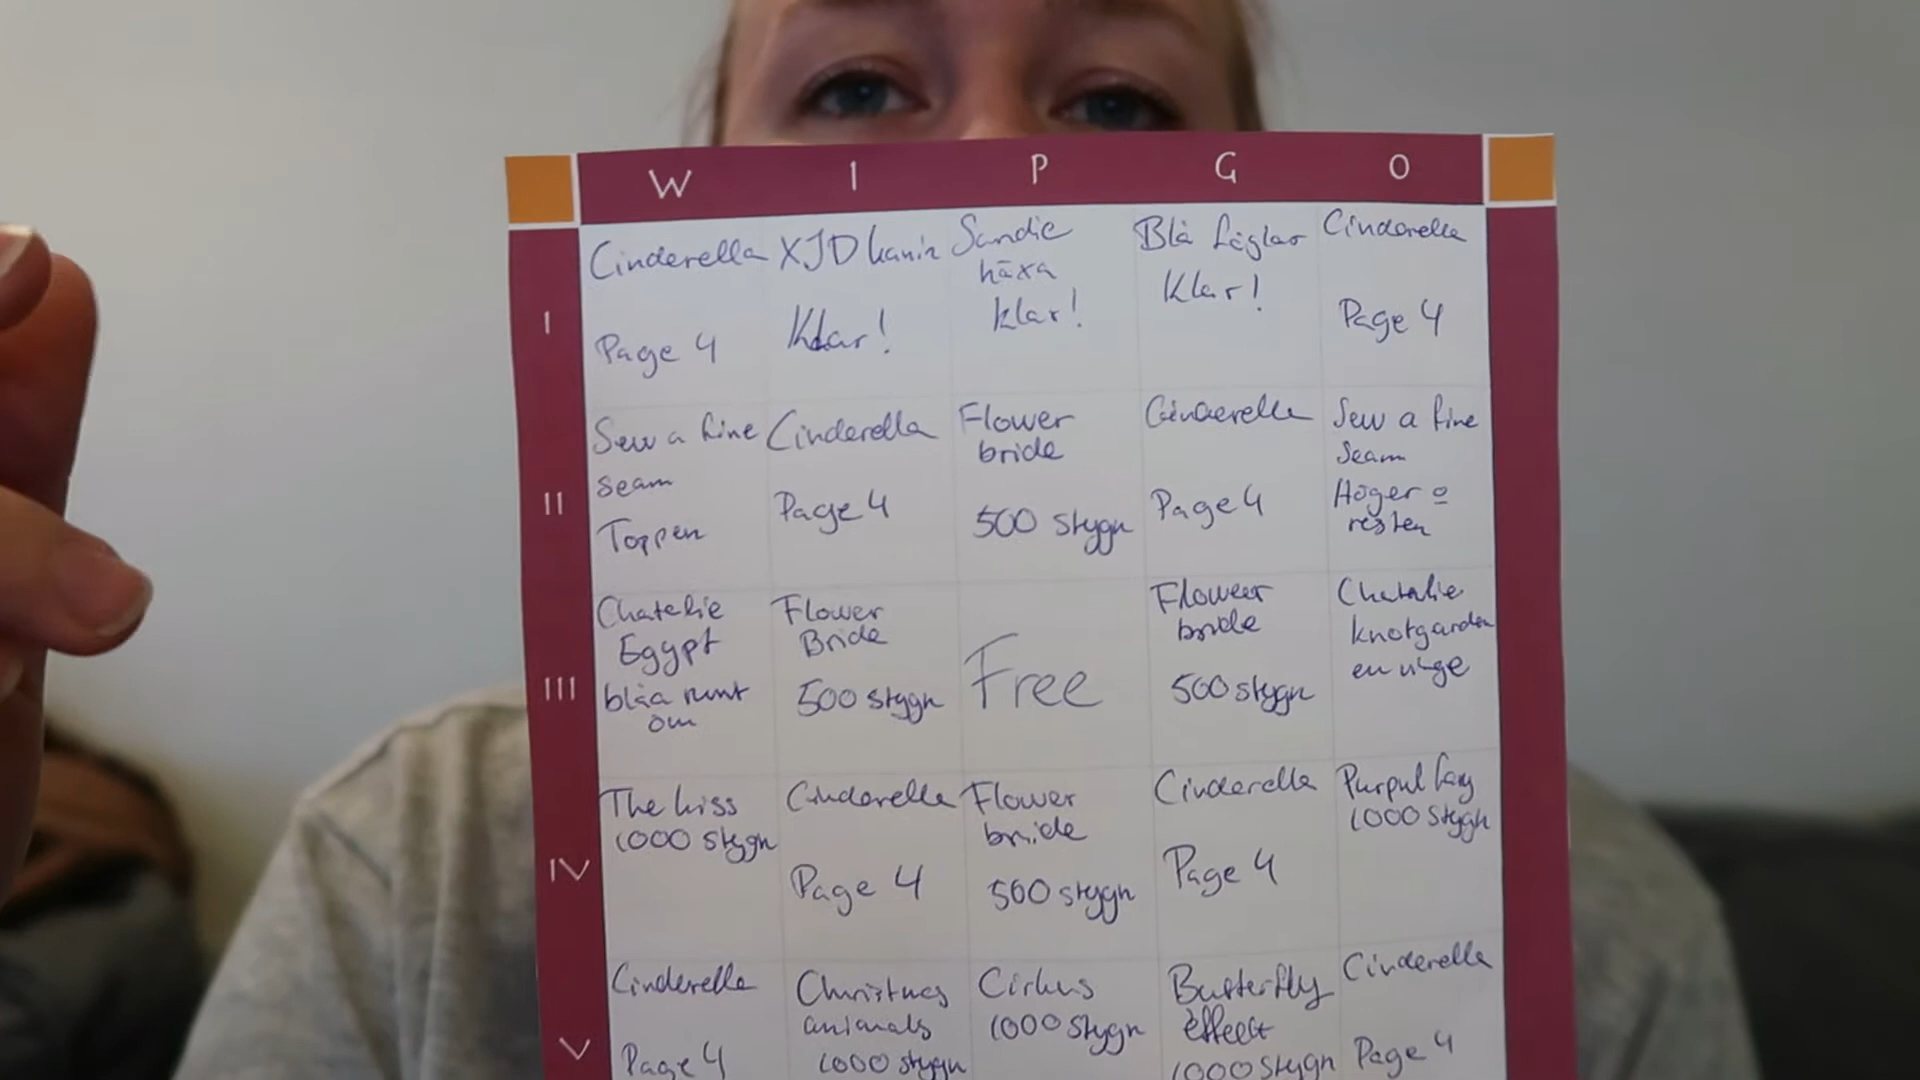 W I P G O
I
Cinderella
Page 4
XJD kanin
Klar!
Sandie
häxa
klar!
Blå fåglar
Klar!
Cinderella
Page 4
II
Sew a fine
seam
Toppen
Cinderella
Page 4
Flower
bride
500 stygn
Cinderella
Page 4
Sew a fine
seam
Höger o
resten
III
Chatelie
Egypt
blåa runt
om
Flower
Bride
500 stygn
Free
Floweer
bride
500 stygn
Chatelie
knotgarden
en vinge
IV
The kiss
1000 stygn
Cinderella
Page 4
Flower
bride
500 stygn
Cinderella
Page 4
Purpul fay
1000 stygn
V
Cinderella
Page 4
Christmas
animals
1000 stygn
Cirkus
1000 stygn
Butterfly
effect
1000 stygn
Cinderella
Page 4